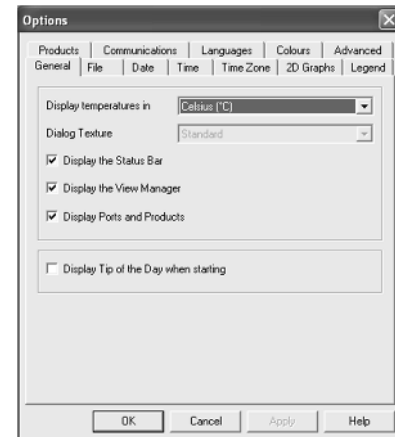 Options
Products Communications Languages Colours Advanced
General File Date Time Time Zone 2D Graphs Legend
Display temperatures in Celsius (°C)
Dialog Texture Standard
Display the Status Bar
Display the View Manager
Display Ports and Products
Display Tip of the Day when starting
OK Cancel Apply Help